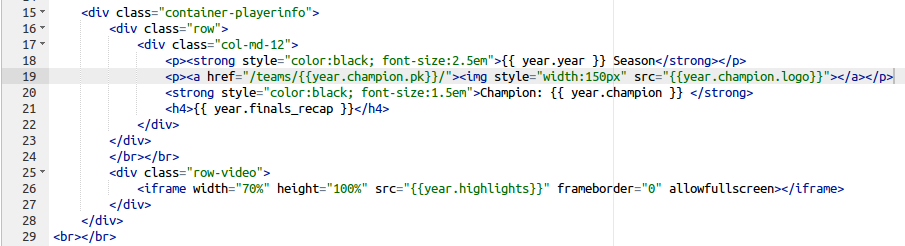 15 <div class="container-playerinfo">
16 <div class="row">
17 <div class="col-md-12">
18 <p><strong style="color:black; font-size:2.5em">{{ year.year }} Season</strong></p>
19 <p><a href="/teams/{{year.champion.pk}}/"><img style="width:150px" src="{{year.champion.logo}}"></a></p>
20 <strong style="color:black; font-size:1.5em">Champion: {{ year.champion }} </strong>
21 <h4>{{ year.finals_recap }}</h4>
22 </div>
23 </div>
24 </br></br>
25 <div class="row-video">
26 <iframe width="70%" height="100%" src="{{year.highlights}}" frameborder="0" allowfullscreen></iframe>
27 </div>
28 </div>
29 <br></br>